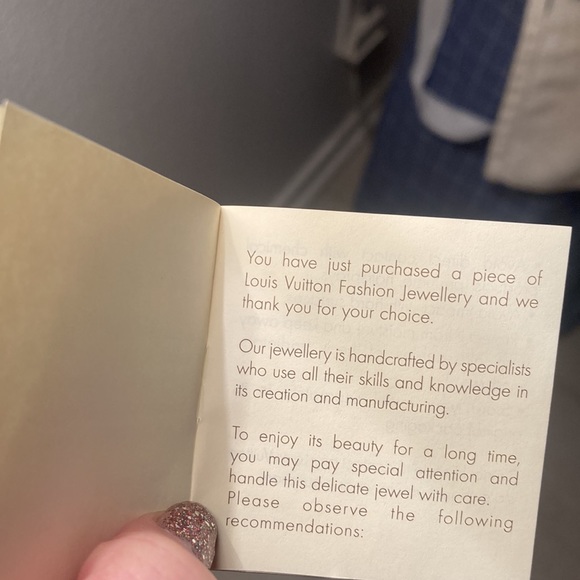 You have just purchased a piece of
Louis Vuitton Fashion Jewellery and we
thank you for your choice.
Our jewellery is handcrafted by specialists
who use all their skills and knowledge in
its creation and manufacturing.
To enjoy its beauty for a long time,
you may pay special attention and
handle this delicate jewel with care.
Please observe the following
recommendations: